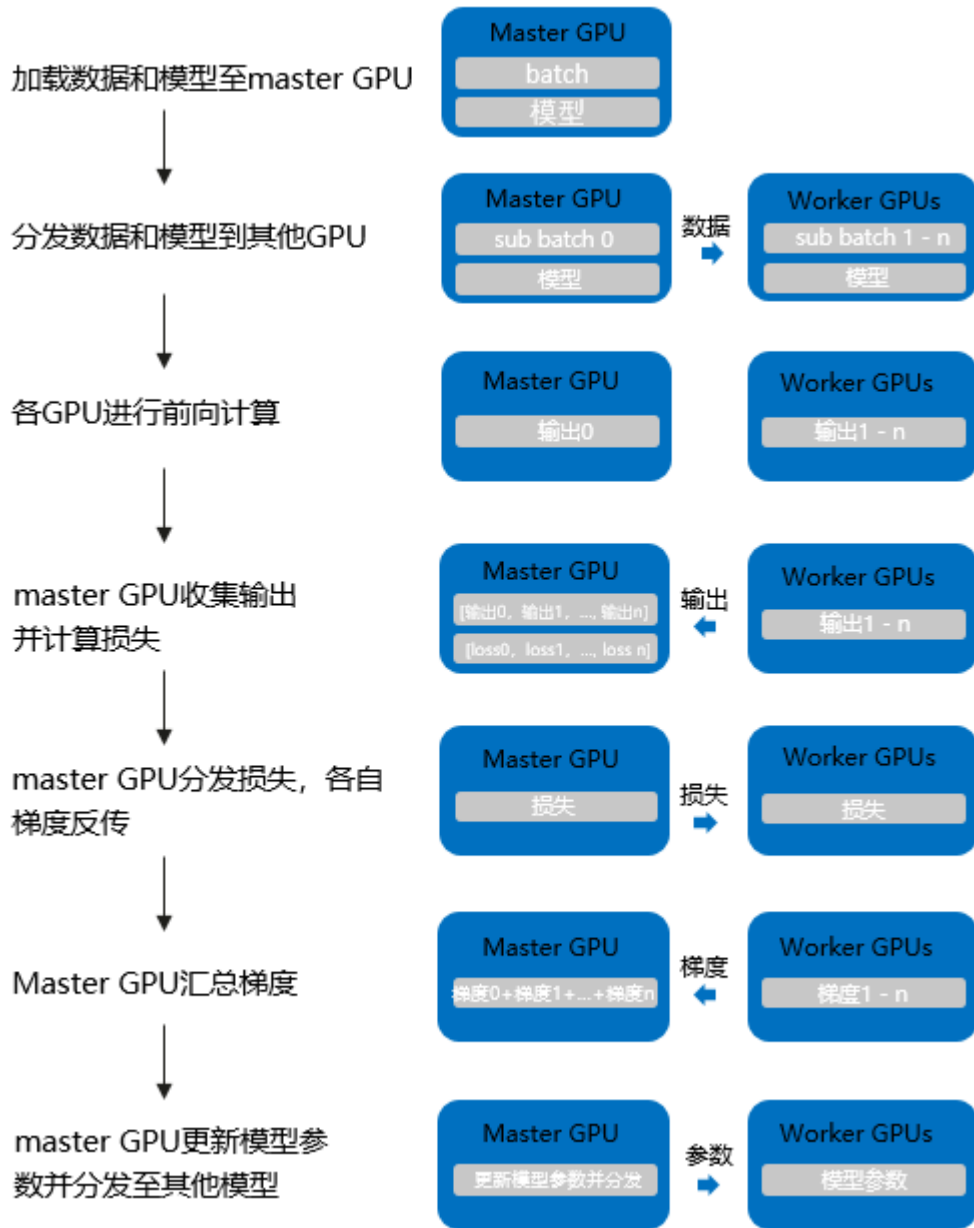 加载数据和模型至master GPU
Master GPU
batch
模型
分发数据和模型到其他GPU
Master GPU
sub batch 0
模型
数据
Worker GPUs
sub batch 1 - n
模型
各GPU进行前向计算
Master GPU
输出0
Worker GPUs
输出1 - n
master GPU收集输出
并计算损失
Master GPU
[输出0，输出1，..., 输出n]
[loss0，loss1，..., loss n]
输出
Worker GPUs
输出1 - n
master GPU分发损失，各自
梯度反传
Master GPU
损失
损失
Worker GPUs
损失
Master GPU汇总梯度
Master GPU
梯度0+梯度1+...+梯度n
梯度
Worker GPUs
梯度1 - n
master GPU更新模型参
数并分发至其他模型
Master GPU
更新模型参数并分发
参数
Worker GPUs
模型参数